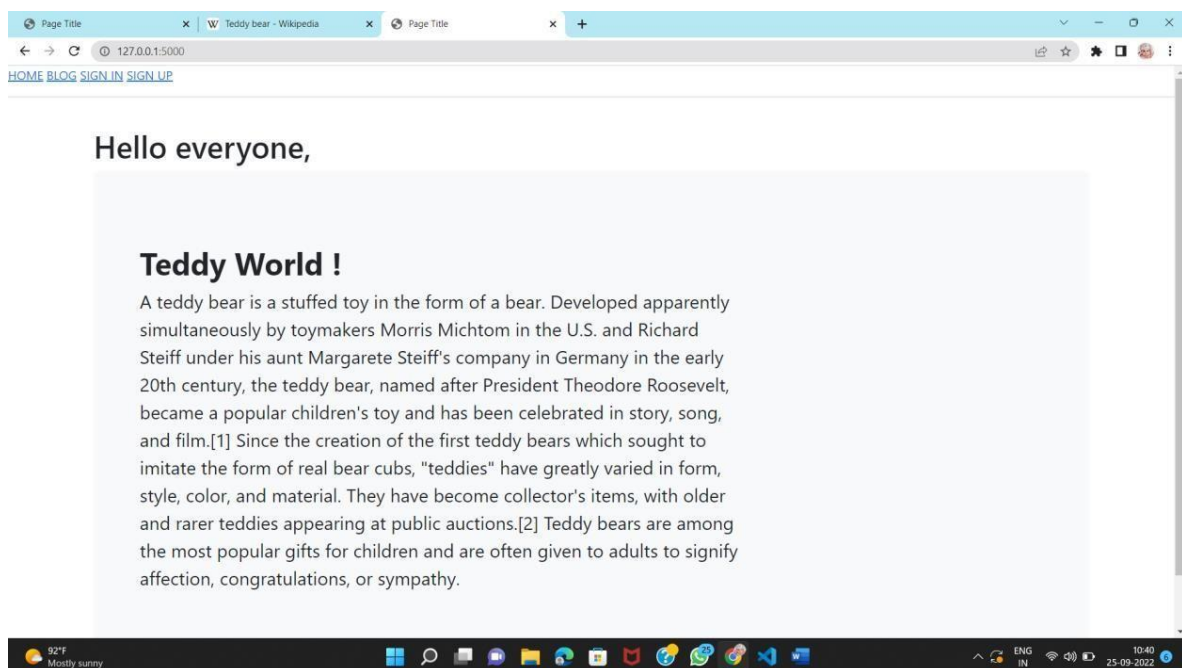 Page Title
W Teddy bear - Wikipedia
Page Title
127.0.0.1:5000
HOME BLOG SIGN IN SIGN UP
Hello everyone,
Teddy World !
A teddy bear is a stuffed toy in the form of a bear. Developed apparently
simultaneously by toymakers Morris Michtom in the U.S. and Richard
Steiff under his aunt Margarete Steiff's company in Germany in the early
20th century, the teddy bear, named after President Theodore Roosevelt,
became a popular children's toy and has been celebrated in story, song,
and film.[1] Since the creation of the first teddy bears which sought to
imitate the form of real bear cubs, "teddies" have greatly varied in form,
style, color, and material. They have become collector's items, with older
and rarer teddies appearing at public auctions.[2] Teddy bears are among
the most popular gifts for children and are often given to adults to signify
affection, congratulations, or sympathy.
92°F
Mostly sunny
25
ENG
IN
10:40
25-09-2022
6